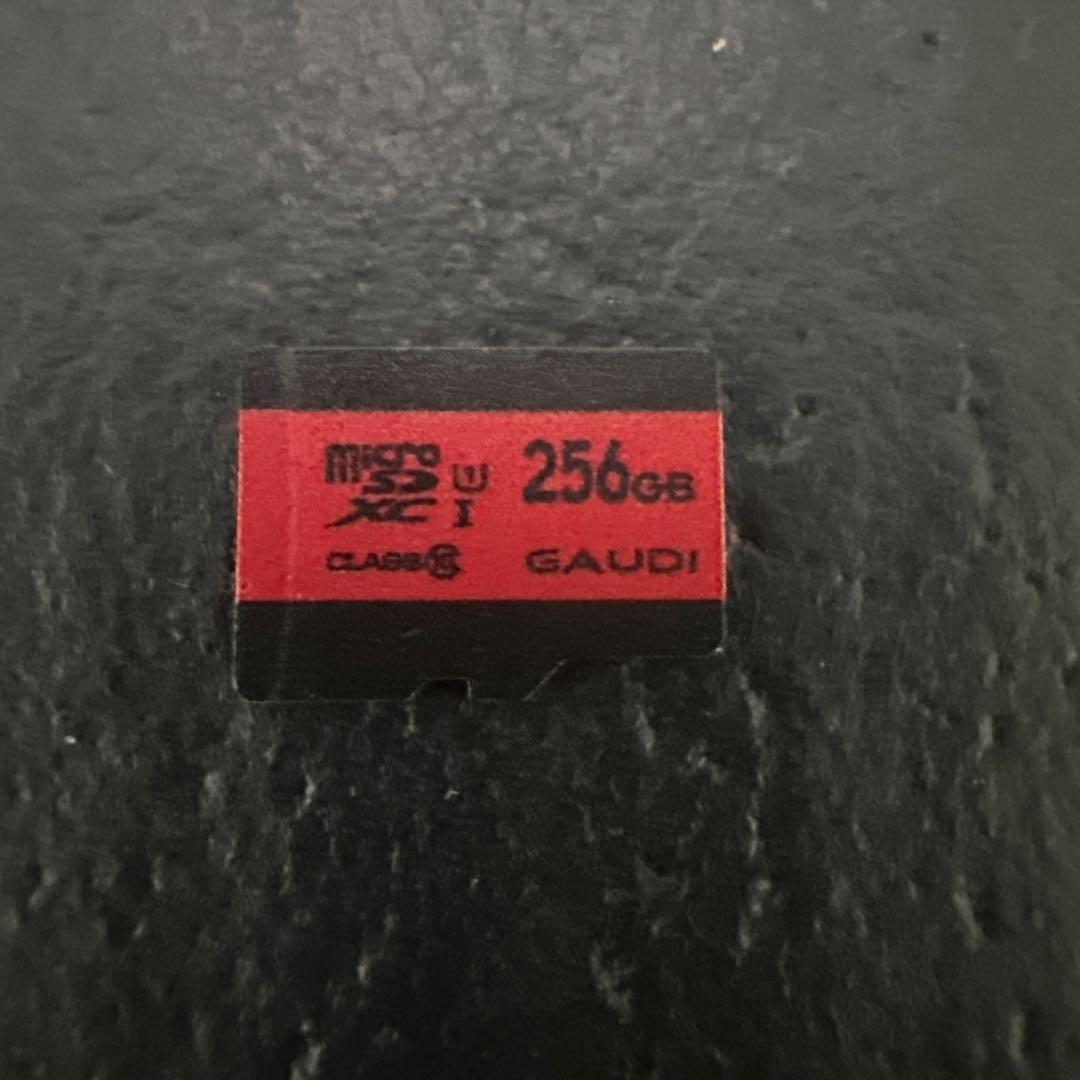 micro SD XC U1 I
256GB
CLASS10
GAUDI